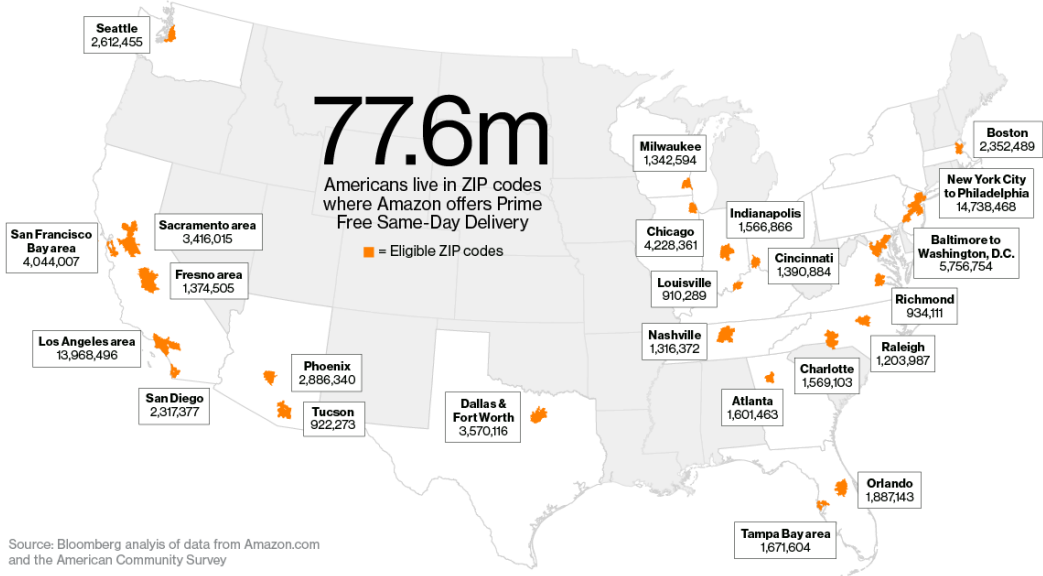 Seattle
2,612,455
77.6m
Americans live in ZIP codes
where Amazon offers Prime
Free Same-Day Delivery
= Eligible ZIP codes
Milwaukee
1,342,594
Boston
2,352,489
New York City
to Philadelphia
14,738,468
Sacramento area
3,416,015
San Francisco
Bay area
4,044,007
Indianapolis
1,566,866
Chicago
4,228,361
Baltimore to
Washington, D.C.
5,756,754
Cincinnati
1,390,884
Fresno area
1,374,505
Louisville
910,289
Richmond
934,111
Los Angeles area
13,968,496
Nashville
1,316,372
Raleigh
1,203,987
Phoenix
2,886,340
Charlotte
1,569,103
San Diego
2,317,377
Tucson
922,273
Dallas &
Fort Worth
3,570,116
Atlanta
1,601,463
Orlando
1,887,143
Tampa Bay area
1,671,604
Source: Bloomberg analyis of data from Amazon.com
and the American Community Survey